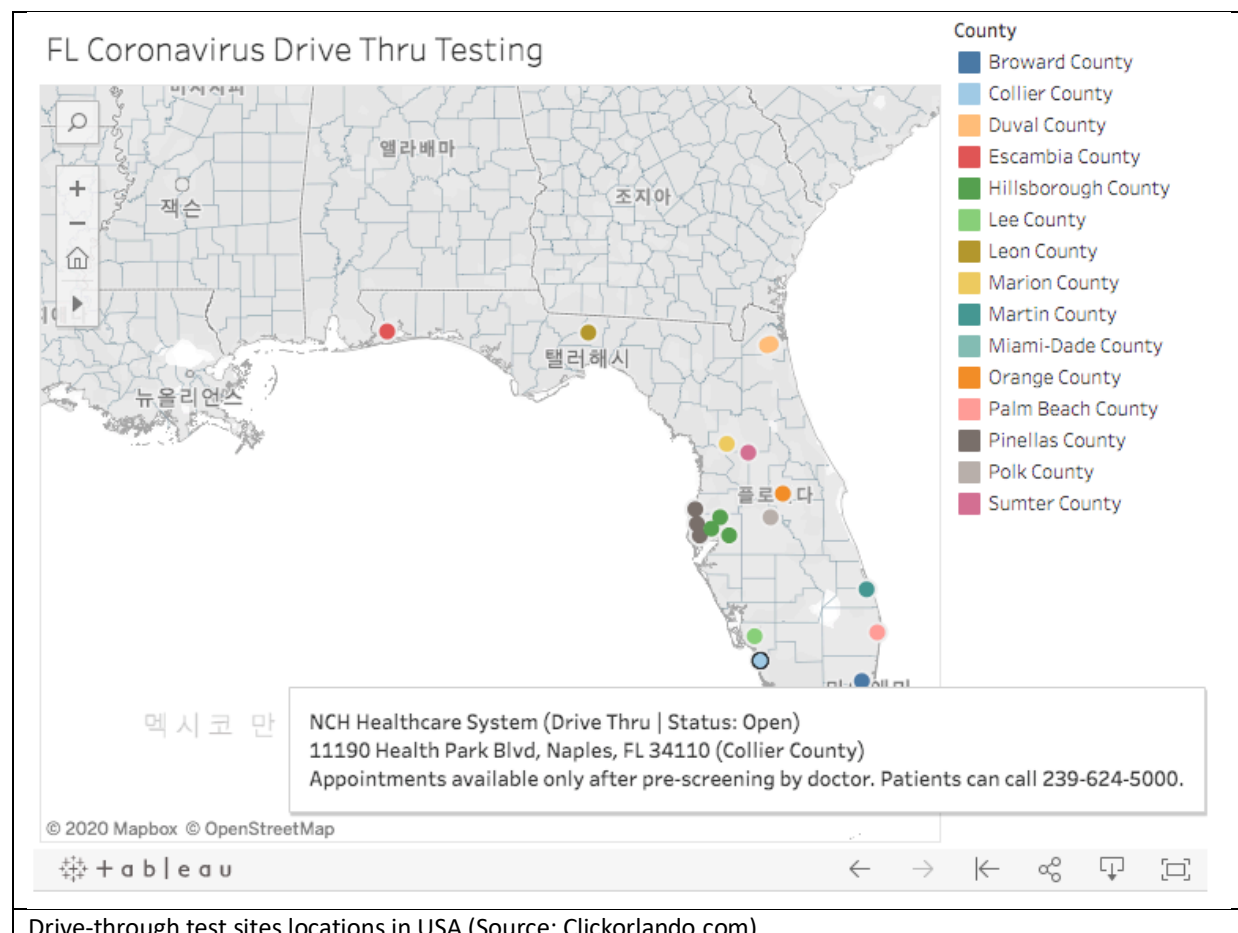 FL Coronavirus Drive Thru Testing
County
Broward County
Collier County
Duval County
Escambia County
Hillsborough County
Lee County
Leon County
Marion County
Martin County
Miami-Dade County
Orange County
Palm Beach County
Pinellas County
Polk County
Sumter County
앨라배마
잭슨
조지아
탤러해시
뉴올리언스
멕시코 만
NCH Healthcare System (Drive Thru | Status: Open)
11190 Health Park Blvd, Naples, FL 34110 (Collier County)
Appointments available only after pre-screening by doctor. Patients can call 239-624-5000.
© 2020 Mapbox © OpenStreetMap
+ a b | e a u
Drive-through test sites locations in USA (Source: Clickorlando.com)